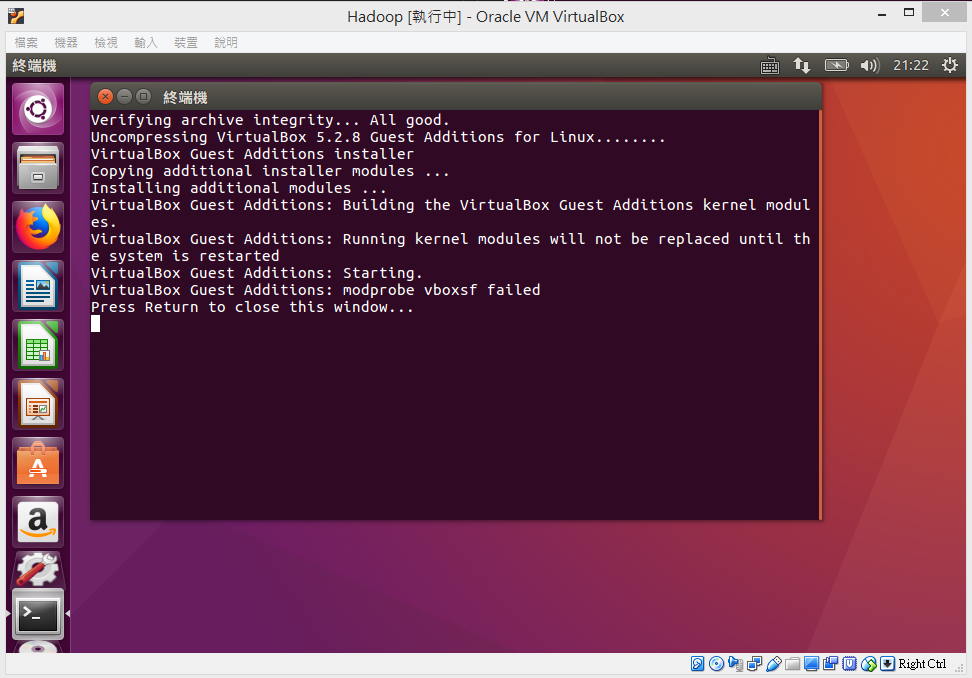 Hadoop [執行中] - Oracle VM VirtualBox
檔案 機器 檢視 輸入 裝置 說明
終端機 21:22
終端機
Verifying archive integrity... All good.
Uncompressing VirtualBox 5.2.8 Guest Additions for Linux........
VirtualBox Guest Additions installer
Copying additional installer modules ...
Installing additional modules ...
VirtualBox Guest Additions: Building the VirtualBox Guest Additions kernel modul
es.
VirtualBox Guest Additions: Running kernel modules will not be replaced until th
e system is restarted
VirtualBox Guest Additions: Starting.
VirtualBox Guest Additions: modprobe vboxsf failed
Press Return to close this window...
Right Ctrl